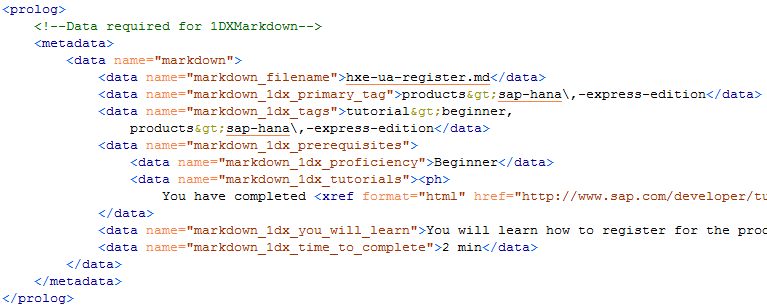 <prolog>
<!--Data required for 1DXMarkdown-->
<metadata>
<data name="markdown">
<data name="markdown_filename">hxe-ua-register.md</data>
<data name="markdown_1dx_primary_tag">products&gt;sap-hana\,-express-edition</data>
<data name="markdown_1dx_tags">tutorial&gt;beginner,
products&gt;sap-hana\,-express-edition</data>
<data name="markdown_prerequisites">
<data name="markdown_1dx_proficiency">Beginner</data>
<data name="markdown_1dx_tutorials"><ph>
You have completed <xref format="html" href="http://www.sap.com/developer/tu
</data>
<data name="markdown_1dx_you_will_learn">You will learn how to register for the prod
<data name="markdown_1dx_time_to_complete">2 min</data>
</data>
</metadata>
</prolog>